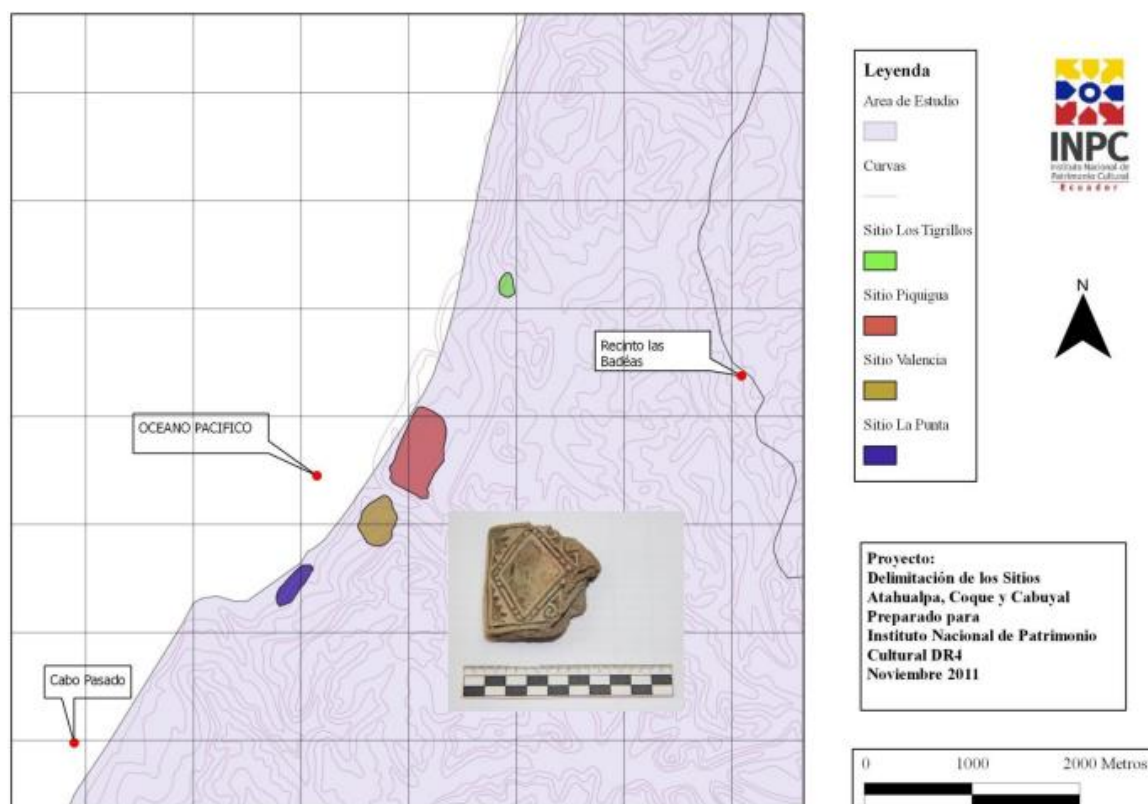 OCEANO PACIFICO
Recinto las
Badéas
Cabo Pasado
Leyenda
Area de Estudio
Curvas
Sitio Los Tigrillos
Sitio Piquigua
Sitio Valencia
Sitio La Punta
INPC
Instituto Nacional de
Patrimonio Cultural
Ecuador
N
Proyecto:
Delimitación de los Sitios
Atahualpa, Coque y Cabuyal
Preparado para
Instituto Nacional de Patrimonio
Cultural DR4
Noviembre 2011
0 1000 2000 Metros